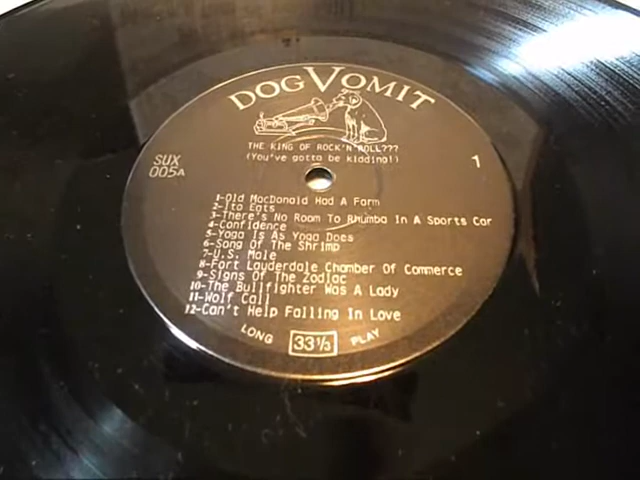 DOG VOMIT
THE KING OF ROCK'N ROLL???
(You've gotta be kidding!)
SUX
005A
1
1-Old MacDonald Had A Farm
2-Ito Eats
3-There's No Room To Rhumba In A Sports Car
4-Confidence
5-Yoga Is As Yoga Does
6-Song Of The Shrimp
7-U.S. Male
8-Fort Lauderdale Chamber Of Commerce
9-Signs Of The Zodiac
10-The Bullfighter Was A Lady
11-Wolf Call
12-Can't Help Falling In Love
LONG 33⅓ PLAY